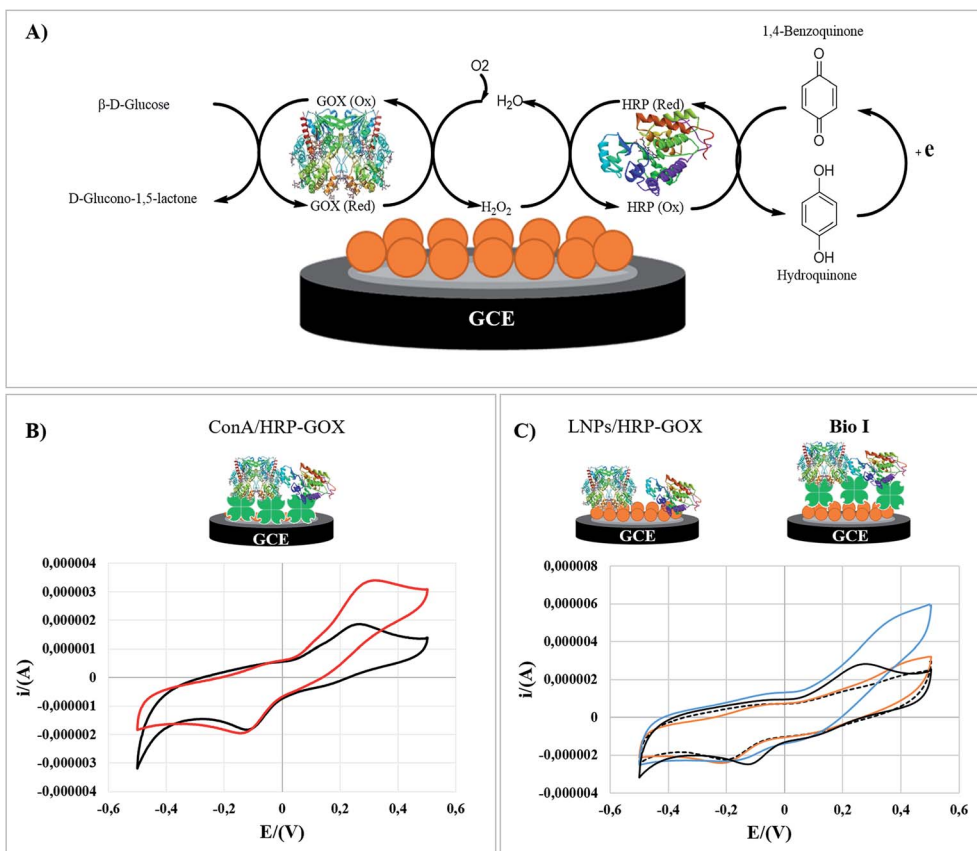 A)
1,4-Benzoquinone
O2
O
β-D-Glucose
GOX (Ox)
H₂O
HRP (Red)
O
+ e
D-Glucono-1,5-lactone
GOX (Red)
H₂O₂
HRP (Ox)
OH
OH
Hydroquinone
GCE
B)
ConA/HRP-GOX
GCE
0,000004
0,000003
0,000002
0,000001
0
-0,000001
-0,000002
-0,000003
-0,000004
i/(A)
-0,6
-0,4
-0,2
0
0,2
0,4
0,6
E/(V)
C)
LNPs/HRP-GOX
Bio I
GCE
GCE
0,000008
0,000006
0,000004
0,000002
0
-0,000002
-0,000004
i/(A)
-0,6
-0,4
-0,2
0
0,2
0,4
0,6
E/(V)